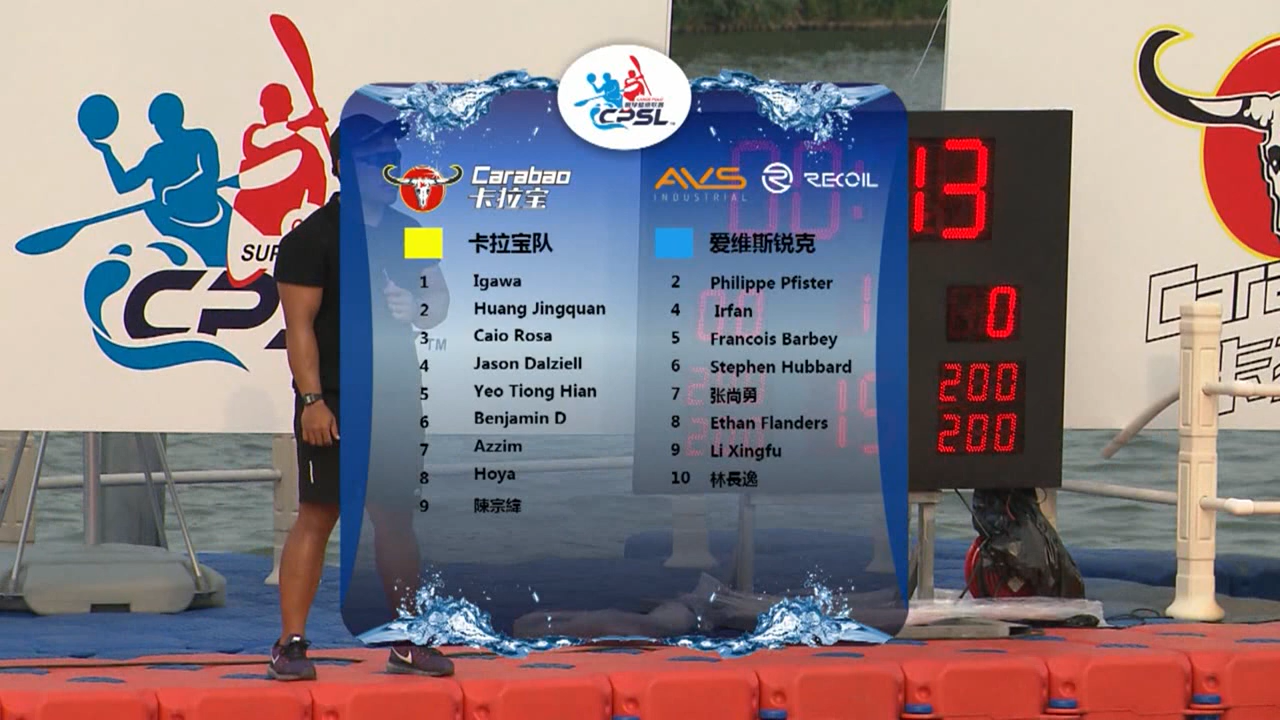 CPSL
Carabao
卡拉宝
AVS
INDUSTRIAL
RECOIL
卡拉宝队
1 Igawa
2 Huang Jingquan
3 Caio Rosa
4 Jason Dalziell
5 Yeo Tiong Hian
6 Benjamin D
7 Azzim
8 Hoya
9 陳宗緯
爱维斯锐克
2 Philippe Pfister
4 Irfan
5 Francois Barbey
6 Stephen Hubbard
7 张尚勇
8 Ethan Flanders
9 Li Xingfu
10 林長逸
TM
00:
13
0
200
200